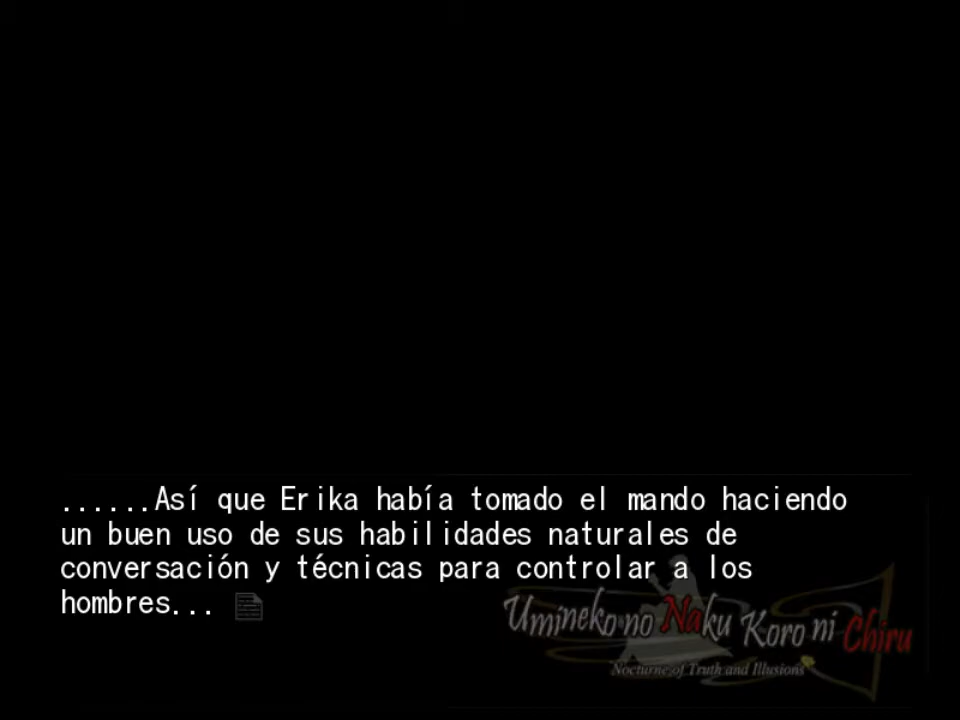 ......Así que Erika había tomado el mando haciendo
un buen uso de sus habilidades naturales de
conversación y técnicas para controlar a los
hombres...
Umineko no Naku Koro ni Chiru
Nocturne of Truth and Illusions